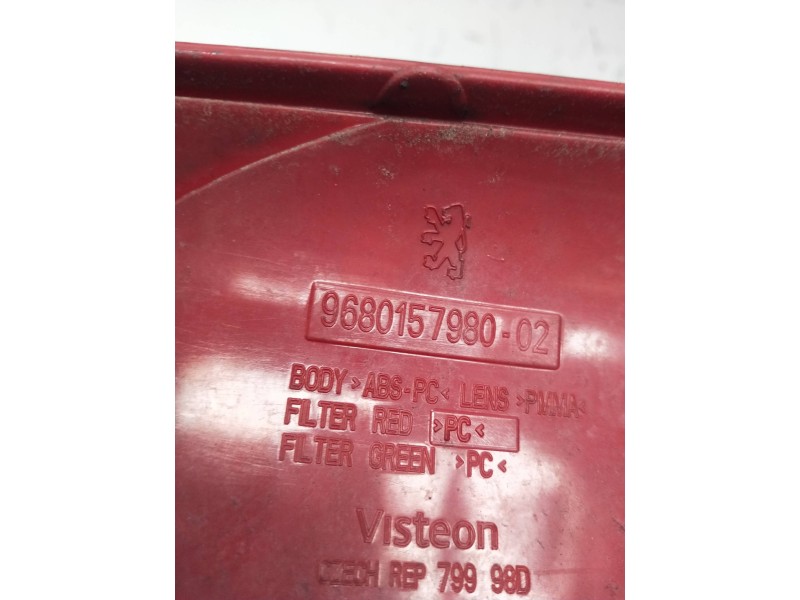 9680157980-02
BODY >ABS-PC< LENS >PMMA<
FILTER RED >PC<
FILTER GREEN >PC<
Visteon
CZECH REP 799 98D